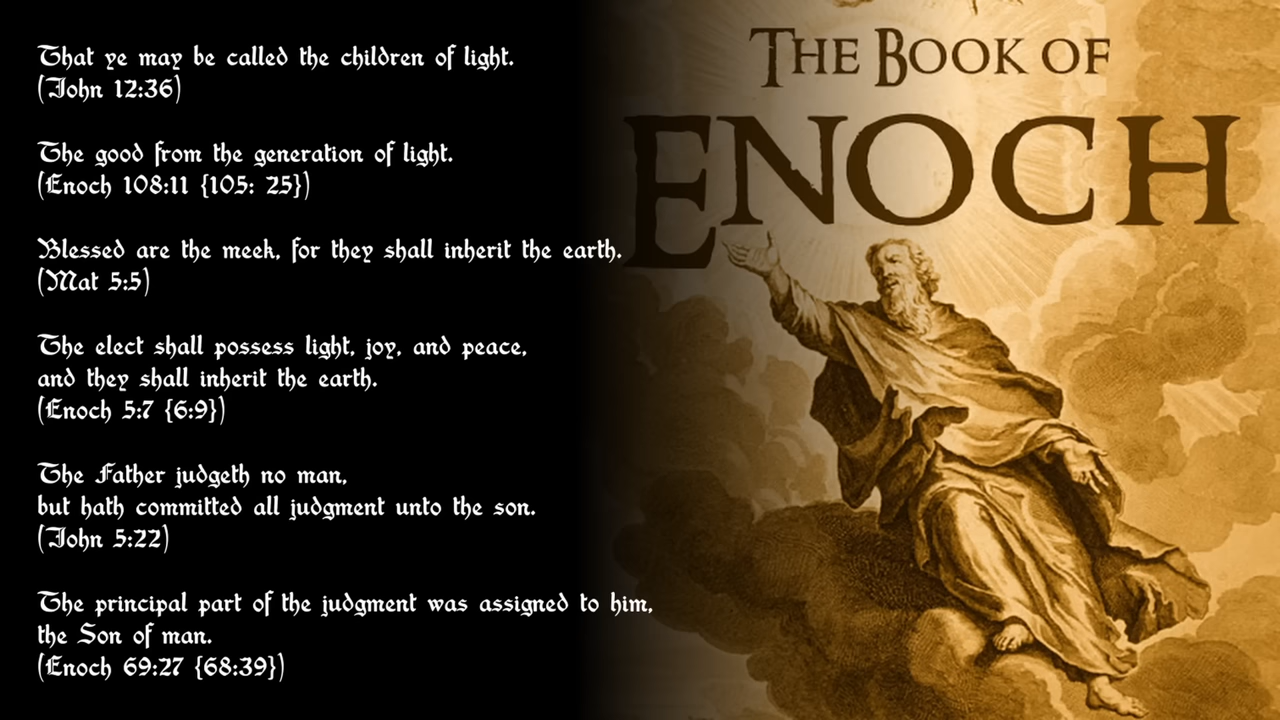 That ye may be called the children of light.
(John 12:36)
The good from the generation of light.
(Enoch 108:11 {105: 25})
Blessed are the meek, for they shall inherit the earth.
(Mat 5:5)
The elect shall possess light, joy, and peace,
and they shall inherit the earth.
(Enoch 5:7 {6:9})
The Father judgeth no man,
but hath committed all judgment unto the son.
(John 5:22)
The principal part of the judgment was assigned to him,
the Son of man.
(Enoch 69:27 {68:39})
THE BOOK OF
ENOCH